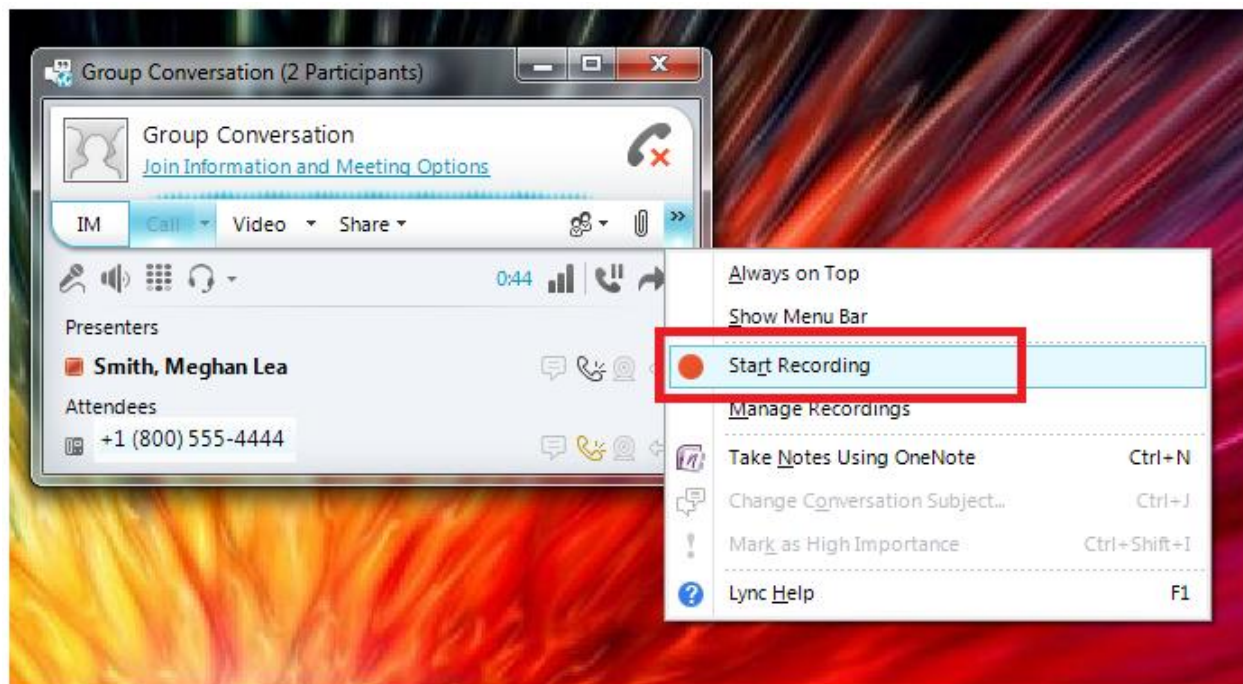 Group Conversation (2 Participants)
Group Conversation
Join Information and Meeting Options
IM Call Video Share
0:44
Presenters
Smith, Meghan Lea
Attendees
+1 (800) 555-4444
Always on Top
Show Menu Bar
Start Recording
Manage Recordings
Take Notes Using OneNote Ctrl+N
Change Conversation Subject... Ctrl+J
Mark as High Importance Ctrl+Shift+I
Lync Help F1